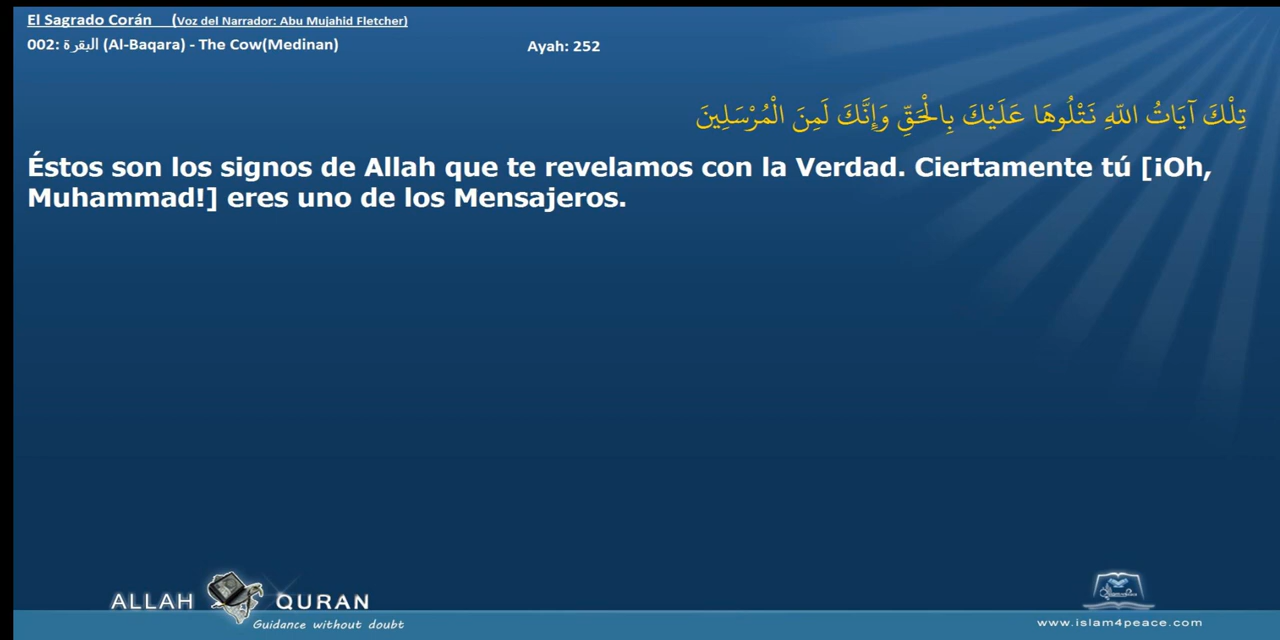 El Sagrado Corán (Voz del Narrador: Abu Mujahid Fletcher)
002: البقرة (Al-Baqara) - The Cow(Medinan) Ayah: 252
تِلْكَ آيَاتُ اللّهِ نَتْلُوهَا عَلَيْكَ بِالْحَقِّ وَإِنَّكَ لَمِنَ الْمُرْسَلِينَ
Éstos son los signos de Allah que te revelamos con la Verdad. Ciertamente tú [¡Oh,
Muhammad!] eres uno de los Mensajeros.
ALLAH QURAN
Guidance without doubt
www.islam4peace.com